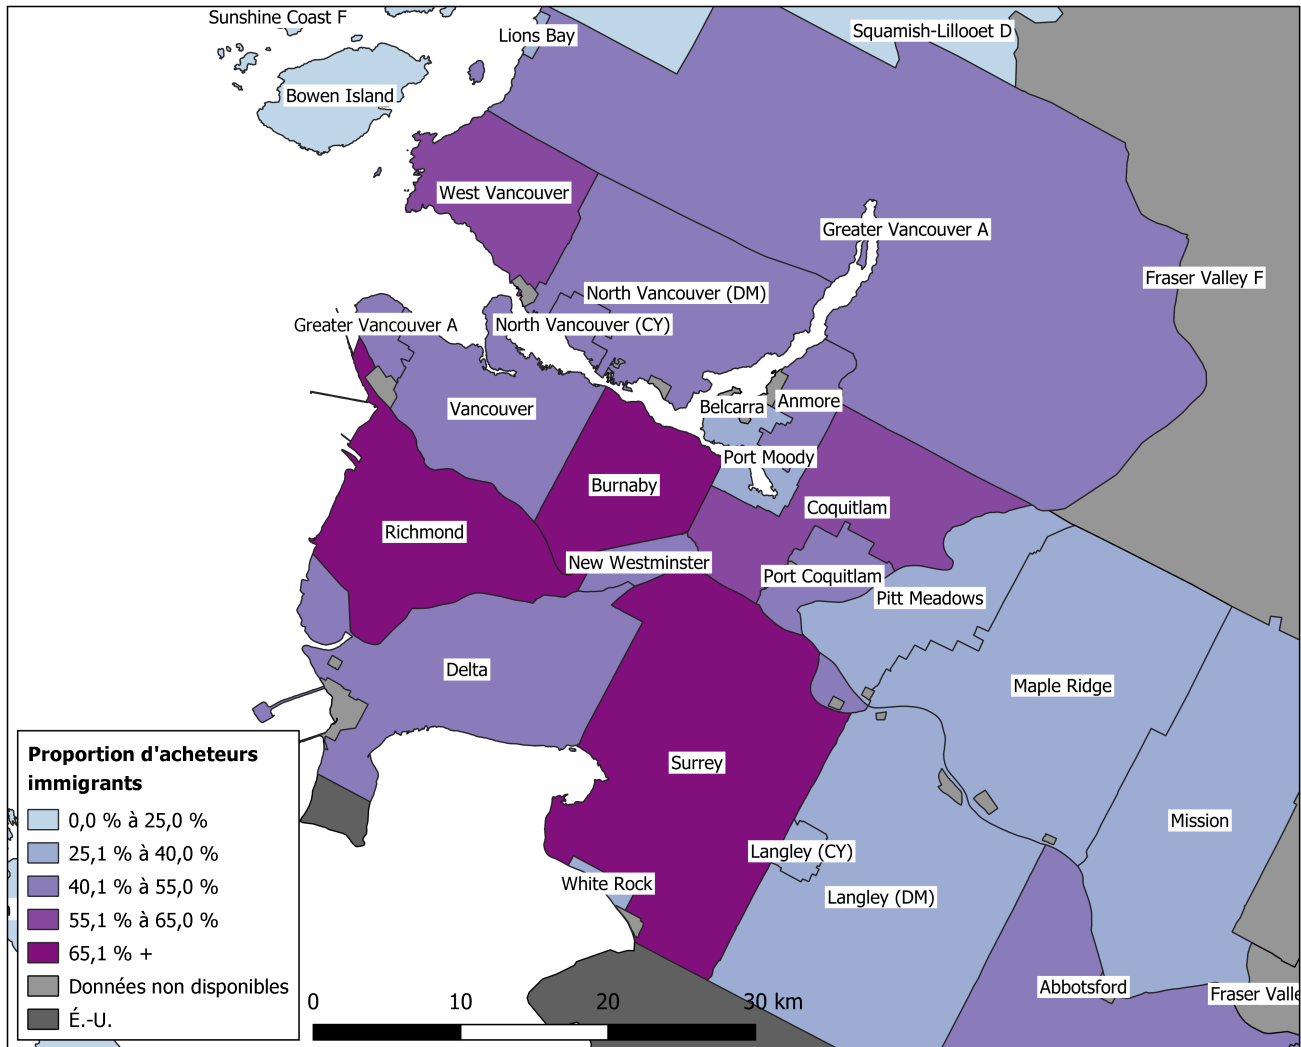 Sunshine Coast F
Lions Bay
Squamish-Lillooet D
Bowen Island
West Vancouver
Greater Vancouver A
Fraser Valley F
North Vancouver (DM)
Greater Vancouver A
North Vancouver (CY)
Vancouver
Belcarra
Anmore
Port Moody
Burnaby
Coquitlam
Richmond
New Westminster
Port Coquitlam
Pitt Meadows
Delta
Maple Ridge
Surrey
Mission
Langley (CY)
White Rock
Langley (DM)
Abbotsford
Fraser Valle
Proportion d'acheteurs
immigrants
0,0 % à 25,0 %
25,1 % à 40,0 %
40,1 % à 55,0 %
55,1 % à 65,0 %
65,1 % +
Données non disponibles
É.-U.
0 10 20 30 km